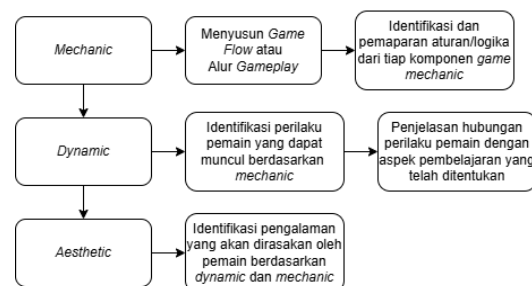 Mechanic
Menyusun Game
Flow atau
Alur Gameplay
Identifikasi dan
pemaparan aturan/logika
dari tiap komponen game
mechanic
Dynamic
Identifikasi perilaku
pemain yang dapat
muncul berdasarkan
mechanic
Penjelasan hubungan
perilaku pemain dengan
aspek pembelajaran yang
telah ditentukan
Aesthetic
Identifikasi pengalaman
yang akan dirasakan oleh
pemain berdasarkan
dynamic dan mechanic